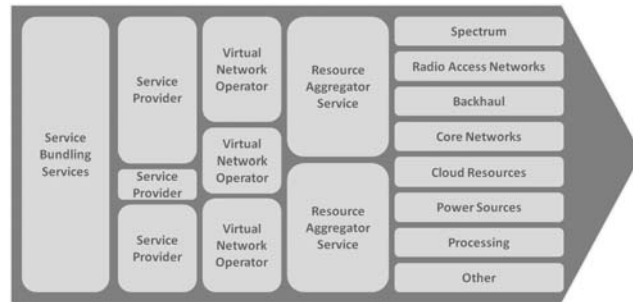 Service
Bundling
Services
Service
Provider
Service
Provider
Service
Provider
Virtual
Network
Operator
Virtual
Network
Operator
Virtual
Network
Operator
Resource
Aggregator
Service
Resource
Aggregator
Service
Spectrum
Radio Access Networks
Backhaul
Core Networks
Cloud Resources
Power Sources
Processing
Other